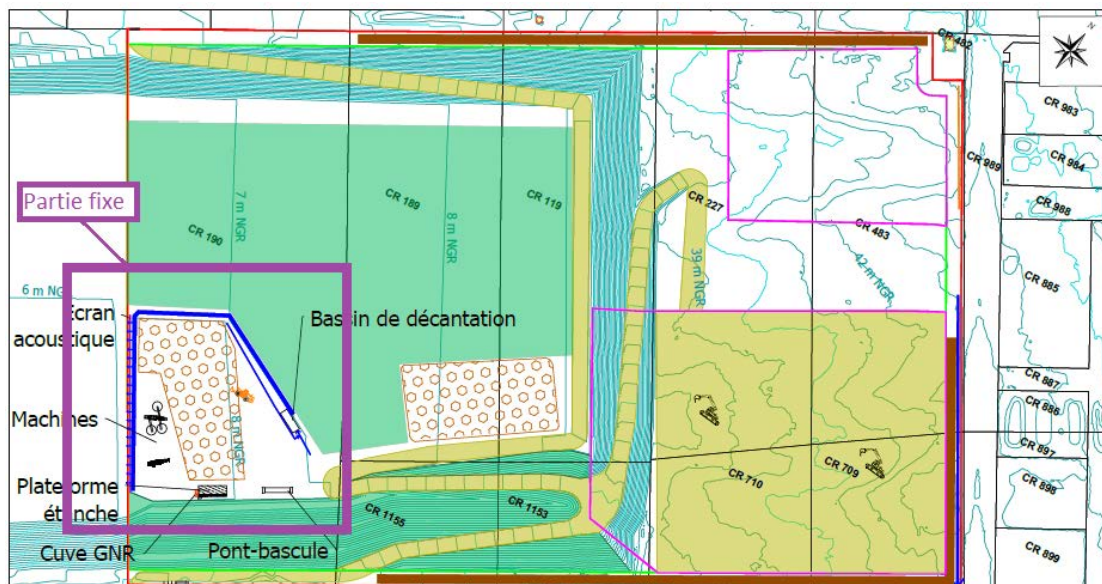 N
CR 482
CR 983
CR 989
CR 984
CR 988
CR 190
7 m NGR
CR 189
8 m NGR
CR 119
CR 227
CR 483
39 m NGR
42 m NGR
CR 885
Partie fixe
Ecran
acoustique
Bassin de décantation
Machines
8 m NGR
CR 887
CR 886
CR 897
CR 710
CR 709
CR 898
Plateforme
étanche
CR 1155
CR 1153
Cuve GNR
Pont-bascule
CR 899